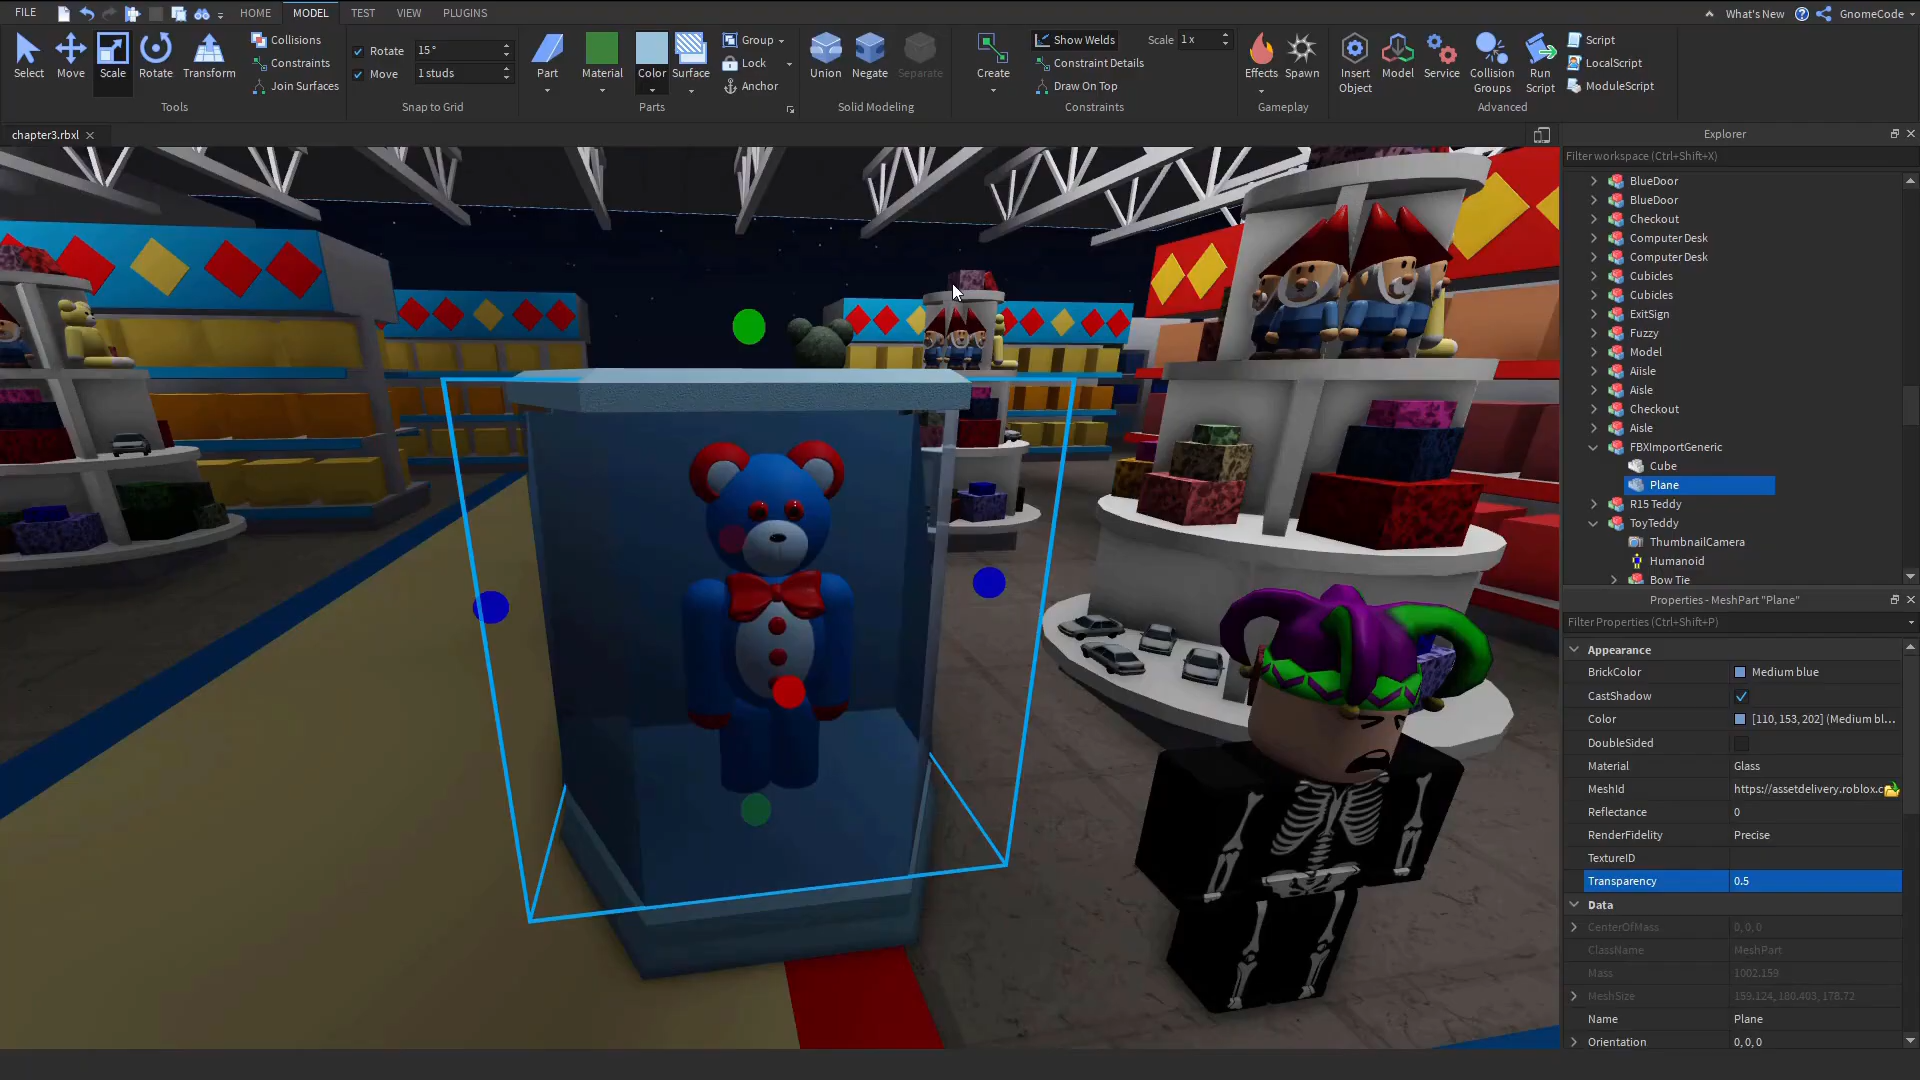 FILE HOME MODEL TEST VIEW PLUGINS What's New GnomeCode
Select Move Scale Rotate Transform
Collisions
Constraints
Join Surfaces
Tools
Rotate 15°
Move 1 studs
Snap to Grid
Part Material Color Surface
Group
Lock
Anchor
Parts
Union Negate Separate
Solid Modeling
Create
Show Welds Scale 1 x
Constraint Details
Draw On Top
Constraints
Effects Spawn
Gameplay
Insert Object Model Service Collision Groups Run Script
Script
LocalScript
ModuleScript
Advanced
chapter3.rbxl
Explorer
Filter workspace (Ctrl+Shift+X)
BlueDoor
BlueDoor
Checkout
Computer Desk
Computer Desk
Cubicles
Cubicles
ExitSign
Fuzzy
Model
Aiisle
Aisle
Checkout
Aisle
FBXImportGeneric
Cube
Plane
R15 Teddy
ToyTeddy
ThumbnailCamera
Humanoid
Bow Tie
Properties - MeshPart "Plane"
Filter Properties (Ctrl+Shift+P)
Appearance
BrickColor Medium blue
CastShadow
Color [110, 153, 202] (Medium bl...
DoubleSided
Material Glass
MeshId https://assetdelivery.roblox.c
Reflectance 0
RenderFidelity Precise
TextureID
Transparency 0.5
Data
CenterOfMass 0, 0, 0
ClassName MeshPart
Mass 1002.159
MeshSize 159.124, 180.403, 178.72
Name Plane
Orientation 0, 0, 0